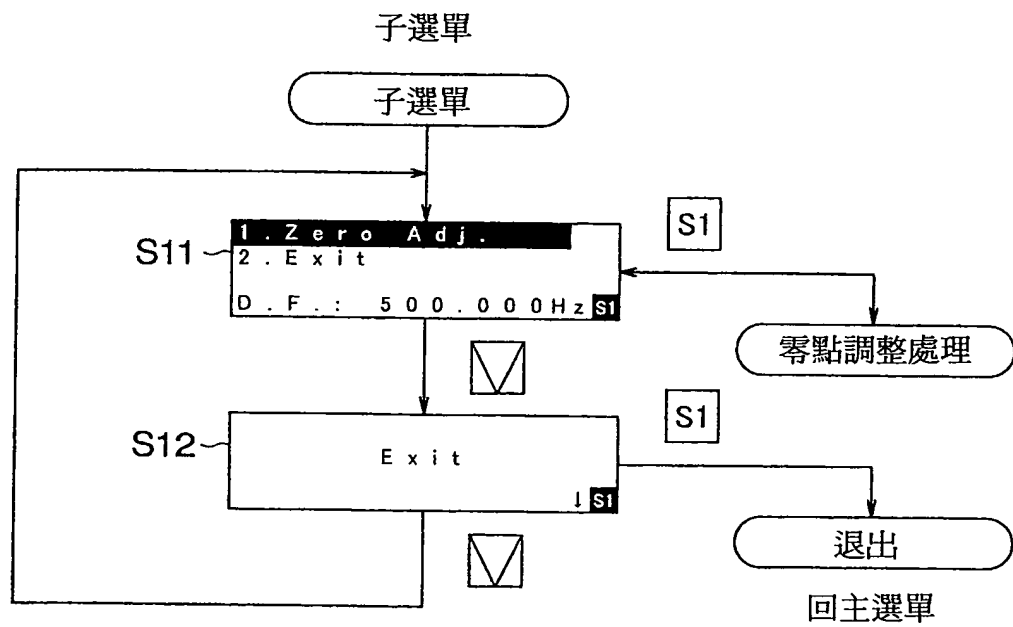 子選單
子選單
S11
1.Zero Adj.
2.Exit
D.F.: 500.000Hz S1
S1
零點調整處理
S12
Exit
↓ S1
S1
退出
回主選單